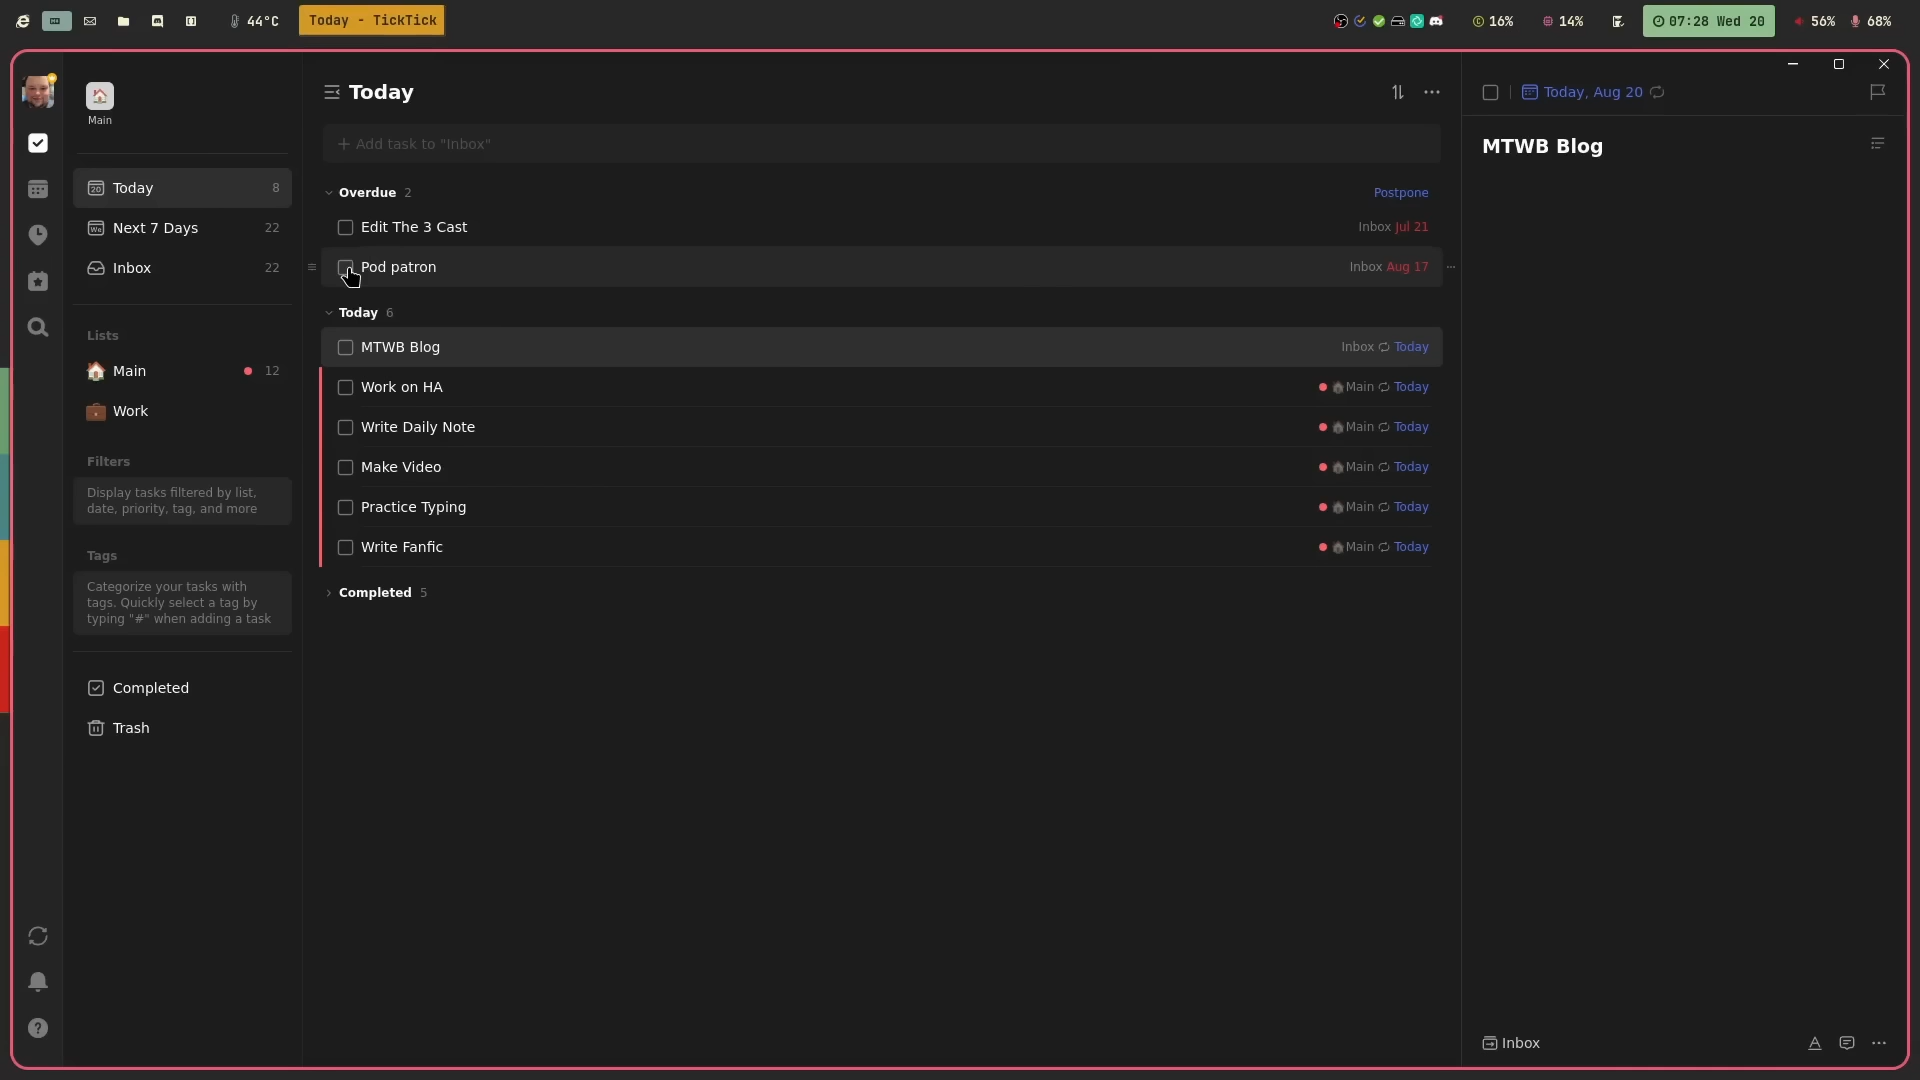 44°C
Today - TickTick
16%
14%
07:28 Wed 20
56%
68%
Main
Today 8
Next 7 Days 22
Inbox 22
Lists
Main 12
Work
Filters
Display tasks filtered by list,
date, priority, tag, and more
Tags
Categorize your tasks with
tags. Quickly select a tag by
typing "#" when adding a task
Completed
Trash
Today
+ Add task to "Inbox"
Overdue 2 Postpone
Edit The 3 Cast Inbox Jul 21
Pod patron Inbox Aug 17
Today 6
MTWB Blog Inbox Today
Work on HA Main Today
Write Daily Note Main Today
Make Video Main Today
Practice Typing Main Today
Write Fanfic Main Today
Completed 5
Today, Aug 20
MTWB Blog
Inbox